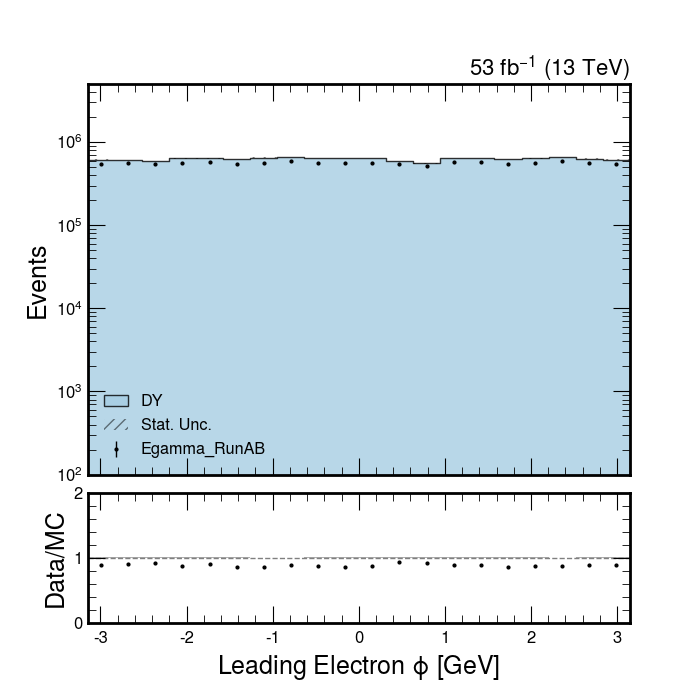 53 fb⁻¹ (13 TeV)
Events
10⁶
10⁵
10⁴
10³
10²
DY
Stat. Unc.
Egamma_RunAB
Data/MC
2
1
0
-3 -2 -1 0 1 2 3
Leading Electron ϕ [GeV]